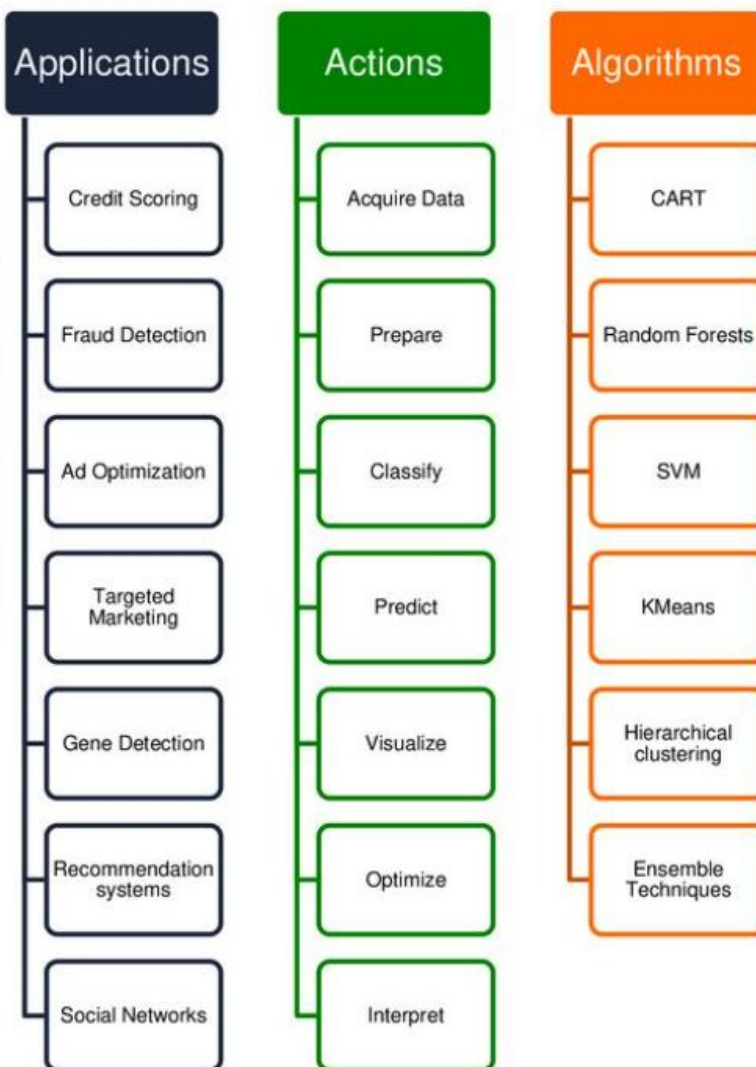 Applications
Credit Scoring
Fraud Detection
Ad Optimization
Targeted
Marketing
Gene Detection
Recommendation
systems
Social Networks
Actions
Acquire Data
Prepare
Classify
Predict
Visualize
Optimize
Interpret
Algorithms
CART
Random Forests
SVM
KMeans
Hierarchical
clustering
Ensemble
Techniques